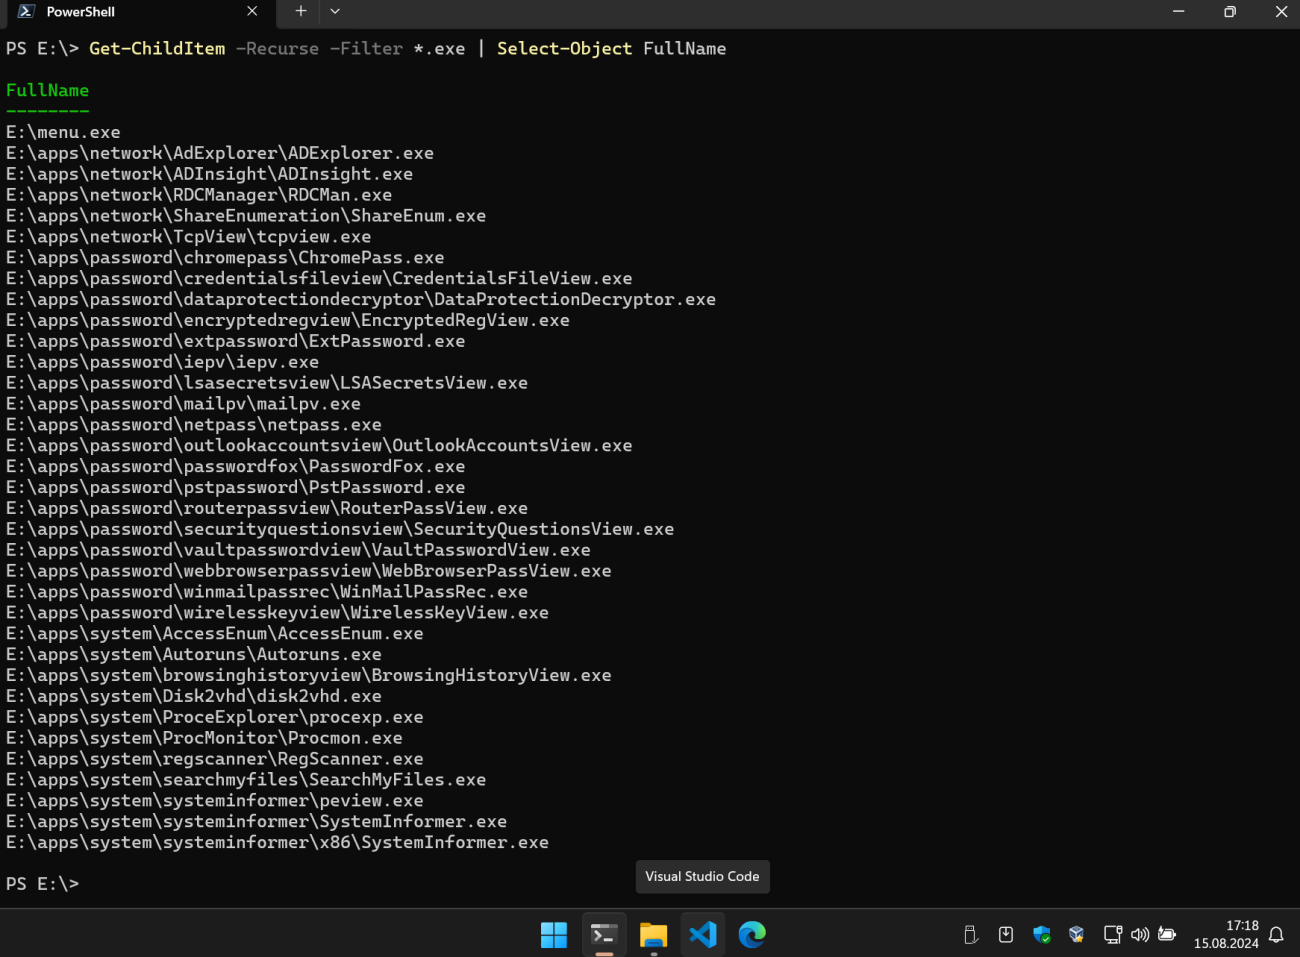 PowerShell
PS E:\> Get-ChildItem -Recurse -Filter *.exe | Select-Object FullName
FullName
--------
E:\menu.exe
E:\apps\network\AdExplorer\ADExplorer.exe
E:\apps\network\ADInsight\ADInsight.exe
E:\apps\network\RDCManager\RDCMan.exe
E:\apps\network\ShareEnumeration\ShareEnum.exe
E:\apps\network\TcpView\tcpview.exe
E:\apps\password\chromepass\ChromePass.exe
E:\apps\password\credentialsfileview\CredentialsFileView.exe
E:\apps\password\dataprotectiondecryptor\DataProtectionDecryptor.exe
E:\apps\password\encryptedregview\EncryptedRegView.exe
E:\apps\password\extpassword\ExtPassword.exe
E:\apps\password\iepv\iepv.exe
E:\apps\password\lsasecretsview\LSASecretsView.exe
E:\apps\password\mailpv\mailpv.exe
E:\apps\password\netpass\netpass.exe
E:\apps\password\outlookaccountsview\OutlookAccountsView.exe
E:\apps\password\passwordfox\PasswordFox.exe
E:\apps\password\pstpassword\PstPassword.exe
E:\apps\password\routerpassview\RouterPassView.exe
E:\apps\password\securityquestionsview\SecurityQuestionsView.exe
E:\apps\password\vaultpasswordview\VaultPasswordView.exe
E:\apps\password\webbrowserpassview\WebBrowserPassView.exe
E:\apps\password\winmailpassrec\WinMailPassRec.exe
E:\apps\password\wirelesskeyview\WirelessKeyView.exe
E:\apps\system\AccessEnum\AccessEnum.exe
E:\apps\system\Autoruns\Autoruns.exe
E:\apps\system\browsinghistoryview\BrowsingHistoryView.exe
E:\apps\system\Disk2vhd\disk2vhd.exe
E:\apps\system\ProceExplorer\procexp.exe
E:\apps\system\ProcMonitor\Procmon.exe
E:\apps\system\regscanner\RegScanner.exe
E:\apps\system\searchmyfiles\SearchMyFiles.exe
E:\apps\system\systeminformer\peview.exe
E:\apps\system\systeminformer\SystemInformer.exe
E:\apps\system\systeminformer\x86\SystemInformer.exe
PS E:\>
Visual Studio Code
17:18
15.08.2024